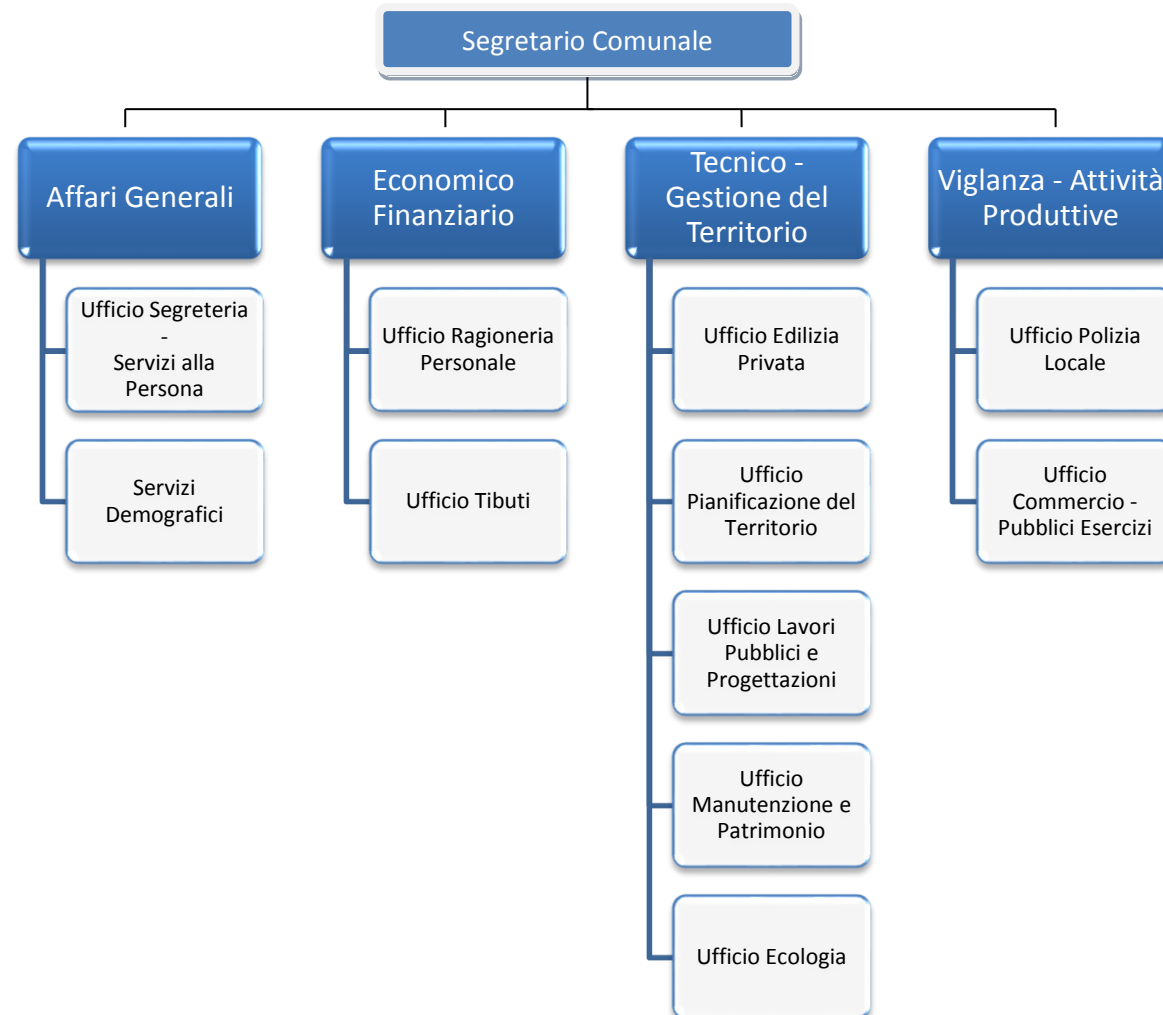 Segretario Comunale
Affari Generali
Ufficio Segreteria
-
Servizi alla
Persona
Servizi
Demografici
Economico
Finanziario
Ufficio Ragioneria
Personale
Ufficio Tibuti
Tecnico -
Gestione del
Territorio
Ufficio Edilizia
Privata
Ufficio
Pianificazione del
Territorio
Ufficio Lavori
Pubblici e
Progettazioni
Ufficio
Manutenzione e
Patrimonio
Ufficio Ecologia
Viglanza - Attività
Produttive
Ufficio Polizia
Locale
Ufficio
Commercio -
Pubblici Esercizi